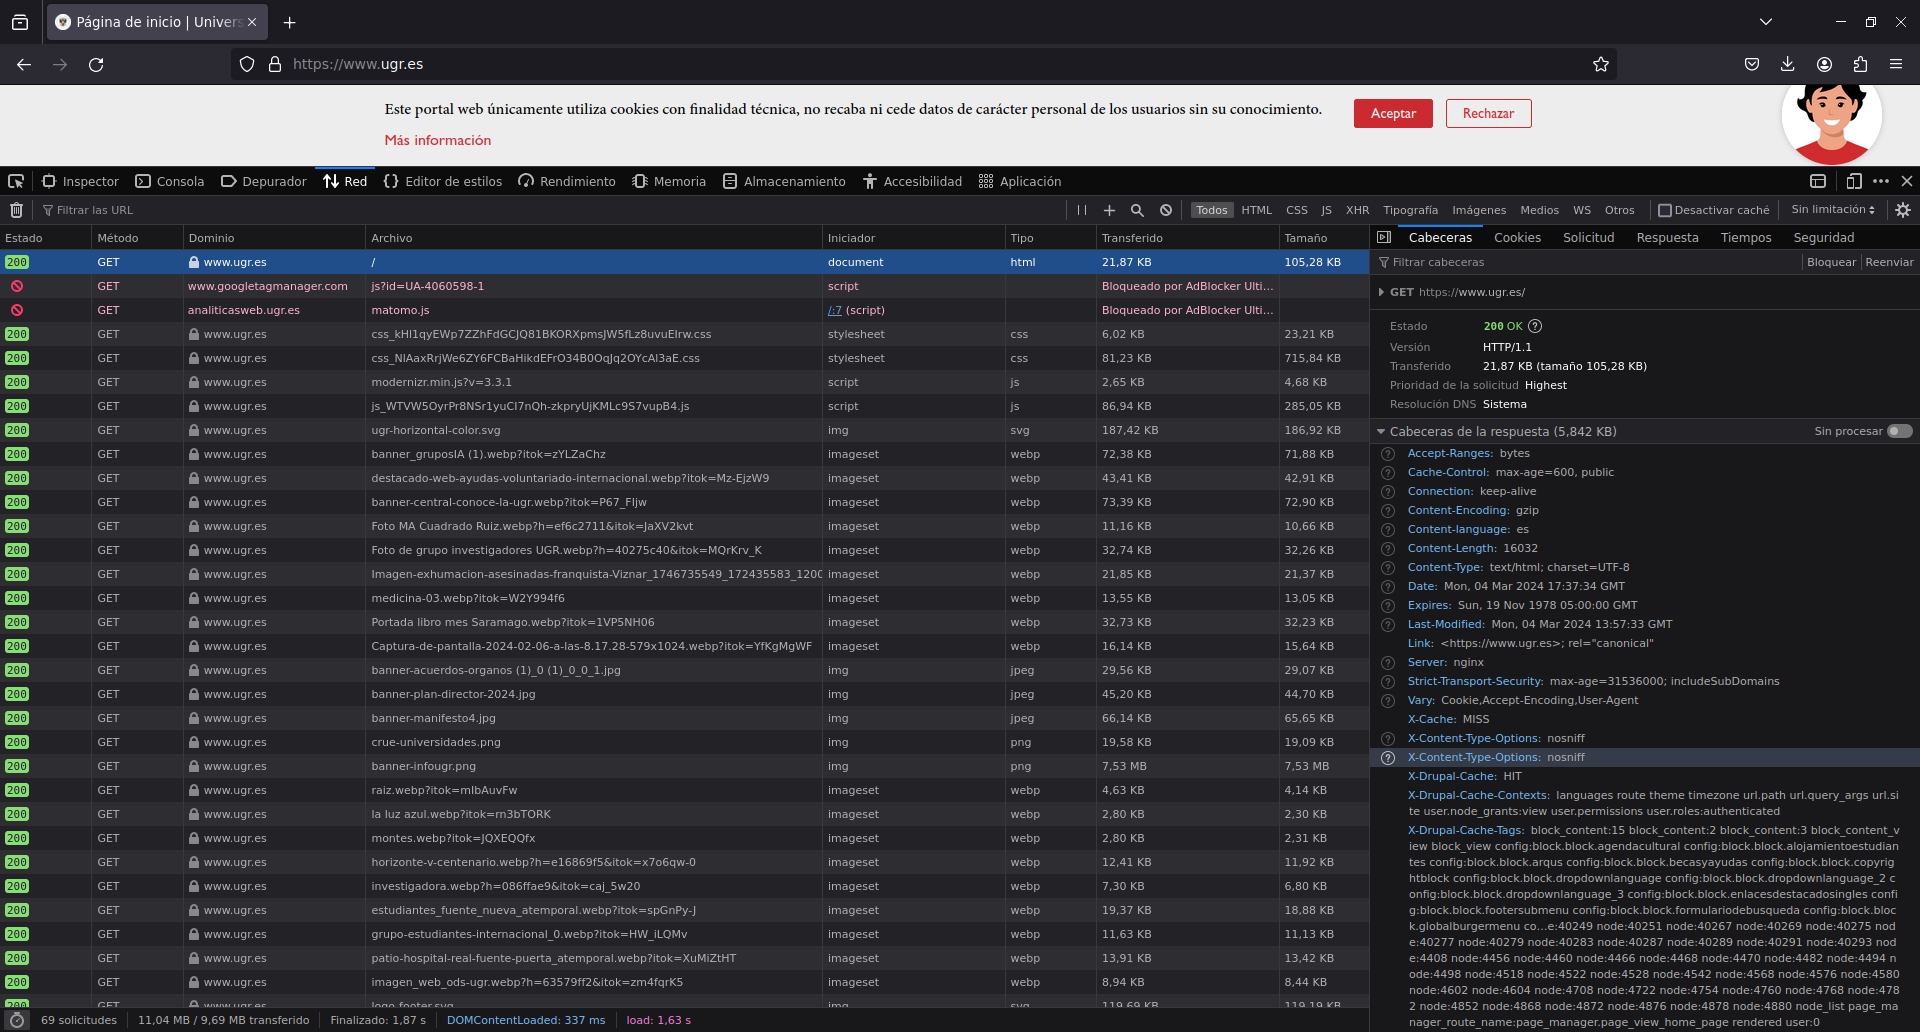 Página de inicio | Univers
https://www.ugr.es
Este portal web únicamente utiliza cookies con finalidad técnica, no recaba ni cede datos de carácter personal de los usuarios sin su conocimiento.
Aceptar
Rechazar
Más información
Inspector Consola Depurador Red Editor de estilos Rendimiento Memoria Almacenamiento Accesibilidad Aplicación
Filtrar las URL
Todos HTML CSS JS XHR Tipografía Imágenes Medios WS Otros Desactivar caché Sin limitación
Estado Método Dominio Archivo Iniciador Tipo Transferido Tamaño
200 GET www.ugr.es / document html 21,87 KB 105,28 KB
GET www.googletagmanager.com js?id=UA-4060598-1 script Bloqueado por AdBlocker Ulti…
GET analiticasweb.ugr.es matomo.js /:7 (script) Bloqueado por AdBlocker Ulti…
200 GET www.ugr.es css_kHl1qyEWp7ZZhFdGCJQ81BKORXpmsJW5fLz8uvuEIrw.css stylesheet css 6,02 KB 23,21 KB
200 GET www.ugr.es css_NlAaxRrjWe6ZY6FCBaHikdEFrO34B0OqJq2OYcAl3aE.css stylesheet css 81,23 KB 715,84 KB
200 GET www.ugr.es modernizr.min.js?v=3.3.1 script js 2,65 KB 4,68 KB
200 GET www.ugr.es js_WTVW5OyrPr8NSr1yuCI7nQh-zkpryUjKMLc9S7vupB4.js script js 86,94 KB 285,05 KB
200 GET www.ugr.es ugr-horizontal-color.svg img svg 187,42 KB 186,92 KB
200 GET www.ugr.es banner_gruposIA (1).webp?itok=zYLZaChz imageset webp 72,38 KB 71,88 KB
200 GET www.ugr.es destacado-web-ayudas-voluntariado-internacional.webp?itok=Mz-EjzW9 imageset webp 43,41 KB 42,91 KB
200 GET www.ugr.es banner-central-conoce-la-ugr.webp?itok=P67_FIjw imageset webp 73,39 KB 72,90 KB
200 GET www.ugr.es Foto MA Cuadrado Ruiz.webp?h=ef6c2711&itok=JaXV2kvt imageset webp 11,16 KB 10,66 KB
200 GET www.ugr.es Foto de grupo investigadores UGR.webp?h=40275c40&itok=MQrKrv_K imageset webp 32,74 KB 32,26 KB
200 GET www.ugr.es Imagen-exhumacion-asesinadas-franquista-Viznar_1746735549_172435583_1200 imageset webp 21,85 KB 21,37 KB
200 GET www.ugr.es medicina-03.webp?itok=W2Y994f6 imageset webp 13,55 KB 13,05 KB
200 GET www.ugr.es Portada libro mes Saramago.webp?itok=1VP5NH06 imageset webp 32,73 KB 32,23 KB
200 GET www.ugr.es Captura-de-pantalla-2024-02-06-a-las-8.17.28-579x1024.webp?itok=YfKgMgWF imageset webp 16,14 KB 15,64 KB
200 GET www.ugr.es banner-acuerdos-organos (1)_0 (1)_0_0_1.jpg img jpeg 29,56 KB 29,07 KB
200 GET www.ugr.es banner-plan-director-2024.jpg img jpeg 45,20 KB 44,70 KB
200 GET www.ugr.es banner-manifesto4.jpg img jpeg 66,14 KB 65,65 KB
200 GET www.ugr.es crue-universidades.png img png 19,58 KB 19,09 KB
200 GET www.ugr.es banner-infougr.png img png 7,53 MB 7,53 MB
200 GET www.ugr.es raiz.webp?itok=mIbAuvFw imageset webp 4,63 KB 4,14 KB
200 GET www.ugr.es la luz azul.webp?itok=rn3bTORK imageset webp 2,80 KB 2,30 KB
200 GET www.ugr.es montes.webp?itok=JQXEQQfx imageset webp 2,80 KB 2,31 KB
200 GET www.ugr.es horizonte-v-centenario.webp?h=e16869f5&itok=x7o6qw-0 imageset webp 12,41 KB 11,92 KB
200 GET www.ugr.es investigadora.webp?h=086ffae9&itok=caj_5w20 imageset webp 7,30 KB 6,80 KB
200 GET www.ugr.es estudiantes_fuente_nueva_atemporal.webp?itok=spGnPy-J imageset webp 19,37 KB 18,88 KB
200 GET www.ugr.es grupo-estudiantes-internacional_0.webp?itok=HW_iLQMv imageset webp 11,63 KB 11,13 KB
200 GET www.ugr.es patio-hospital-real-fuente-puerta_atemporal.webp?itok=XuMiZtHT imageset webp 13,91 KB 13,42 KB
200 GET www.ugr.es imagen_web_ods-ugr.webp?h=63579ff2&itok=zm4fqrK5 imageset webp 8,94 KB 8,44 KB
200 GET www.ugr.es logo-footer.svg img svg 119,69 KB 119,19 KB
69 solicitudes 11,04 MB / 9,69 MB transferido Finalizado: 1,87 s DOMContentLoaded: 337 ms load: 1,63 s
Cabeceras Cookies Solicitud Respuesta Tiempos Seguridad
Filtrar cabeceras Bloquear Reenviar
GET https://www.ugr.es/
Estado 200 OK
Versión HTTP/1.1
Transferido 21,87 KB (tamaño 105,28 KB)
Prioridad de la solicitud Highest
Resolución DNS Sistema
Cabeceras de la respuesta (5,842 KB) Sin procesar
Accept-Ranges: bytes
Cache-Control: max-age=600, public
Connection: keep-alive
Content-Encoding: gzip
Content-language: es
Content-Length: 16032
Content-Type: text/html; charset=UTF-8
Date: Mon, 04 Mar 2024 17:37:34 GMT
Expires: Sun, 19 Nov 1978 05:00:00 GMT
Last-Modified: Mon, 04 Mar 2024 13:57:33 GMT
Link: <https://www.ugr.es>; rel="canonical"
Server: nginx
Strict-Transport-Security: max-age=31536000; includeSubDomains
Vary: Cookie,Accept-Encoding,User-Agent
X-Cache: MISS
X-Content-Type-Options: nosniff
X-Content-Type-Options: nosniff
X-Drupal-Cache: HIT
X-Drupal-Cache-Contexts: languages route theme timezone url.path url.query_args url.si
te user.node_grants:view user.permissions user.roles:authenticated
X-Drupal-Cache-Tags: block_content:15 block_content:2 block_content:3 block_content_v
iew block_view config:block.block.agendacultural config:block.block.alojamientoestudian
tes config:block.block.arqus config:block.block.becasyayudas config:block.block.copyrig
htblock config:block.block.dropdownlanguage config:block.block.dropdownlanguage_2 c
onfig:block.block.dropdownlanguage_3 config:block.block.enlacesdestacadosingles confi
g:block.block.footersubmenu config:block.block.formulariodebusqueda config:block.bloc
k.globalburgermenu co…e:40249 node:40251 node:40267 node:40269 node:40275 nod
e:40277 node:40279 node:40283 node:40287 node:40289 node:40291 node:40293 nod
e:4408 node:4456 node:4460 node:4466 node:4468 node:4470 node:4482 node:4494 n
ode:4498 node:4518 node:4522 node:4528 node:4542 node:4568 node:4576 node:4580
node:4602 node:4604 node:4708 node:4722 node:4754 node:4760 node:4768 node:478
2 node:4852 node:4868 node:4872 node:4876 node:4878 node:4880 node_list page_ma
nager_route_name:page_manager.page_view_home_page rendered user:0